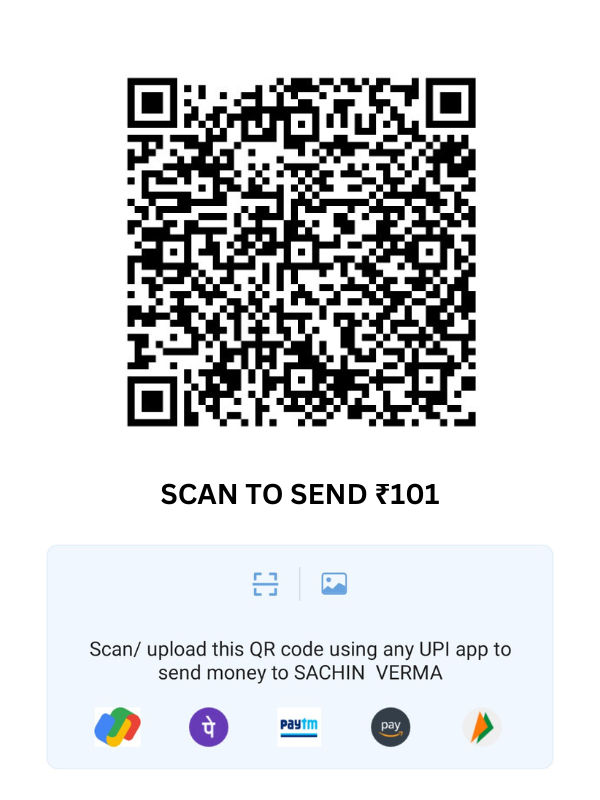 SCAN TO SEND ₹101
Scan/ upload this QR code using any UPI app to
send money to SACHIN VERMA
पे
paytm
pay